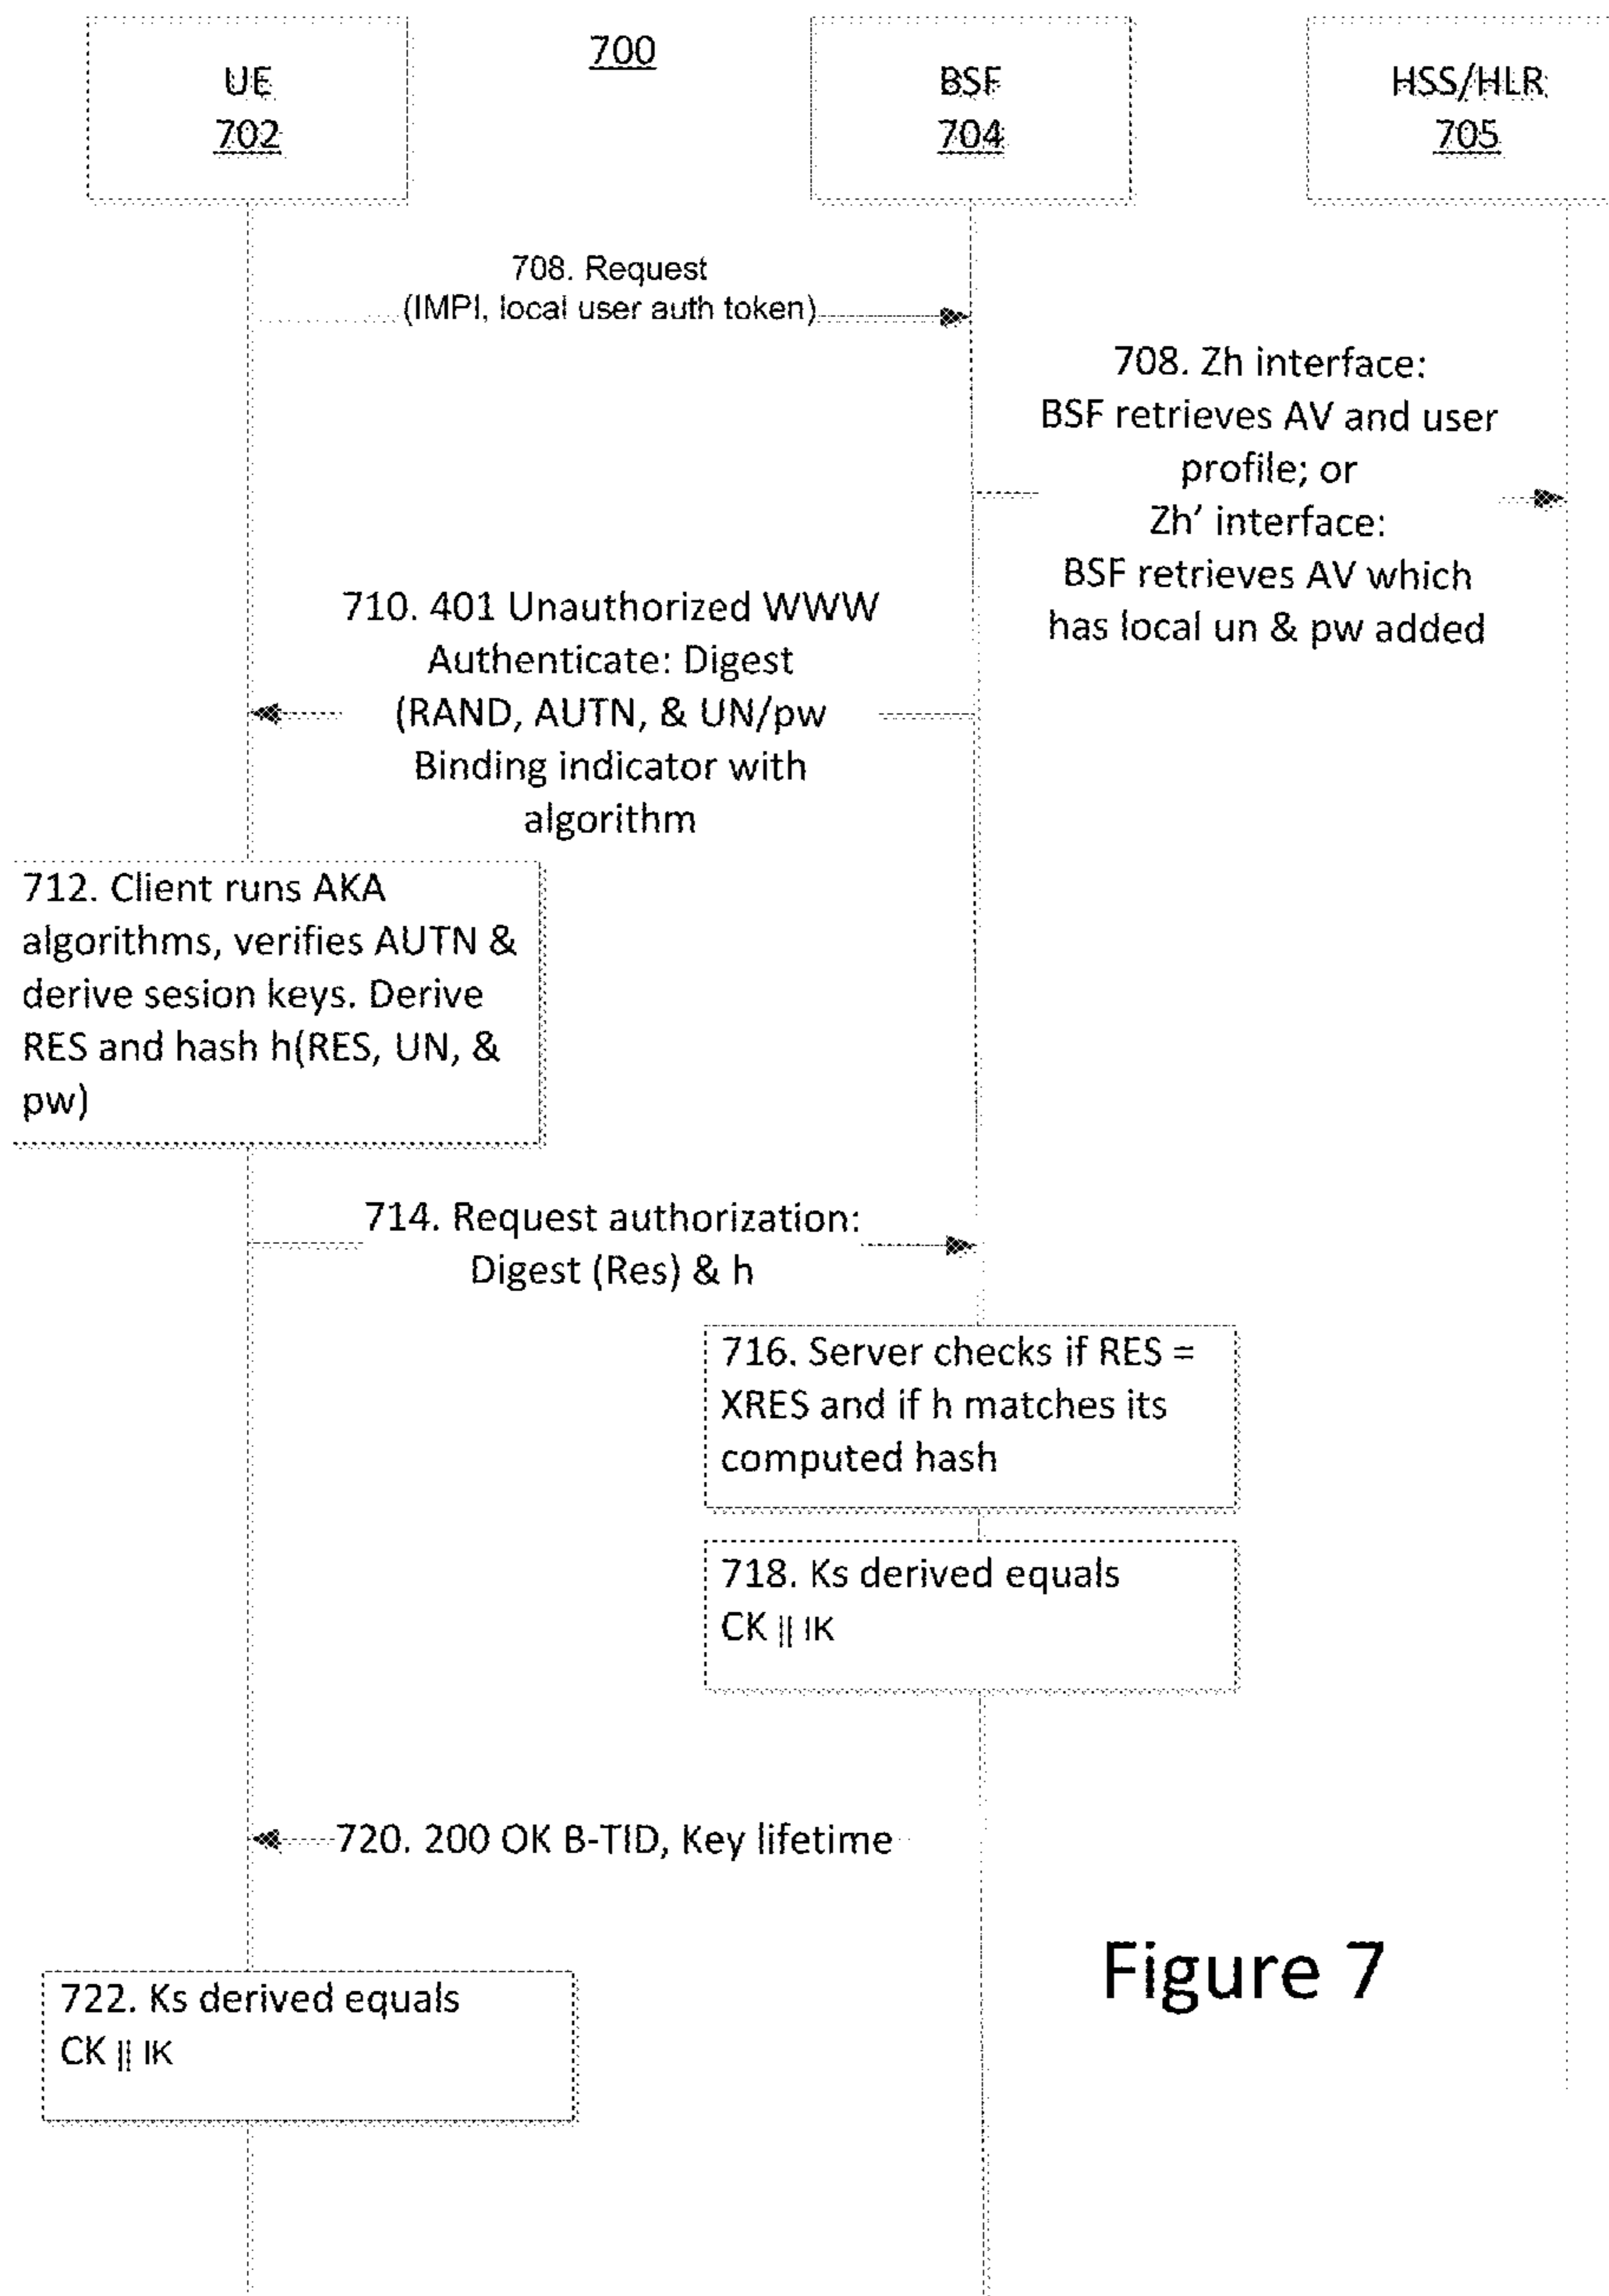 700
UE
702
BSF
704
HSS/HLR
705
708. Request
(IMPI, local user auth token)
708. Zh interface:
BSF retrieves AV and user
profile; or
Zh' interface:
BSF retrieves AV which
has local un & pw added
710. 401 Unauthorized WWW
Authenticate: Digest
(RAND, AUTN, & UN/pw
Binding indicator with
algorithm
712. Client runs AKA
algorithms, verifies AUTN &
derive sesion keys. Derive
RES and hash h(RES, UN, &
pw)
714. Request authorization:
Digest (Res) & h
716. Server checks if RES =
XRES and if h matches its
computed hash
718. Ks derived equals
CK || IK
720. 200 OK B-TID, Key lifetime
722. Ks derived equals
CK || IK
Figure 7